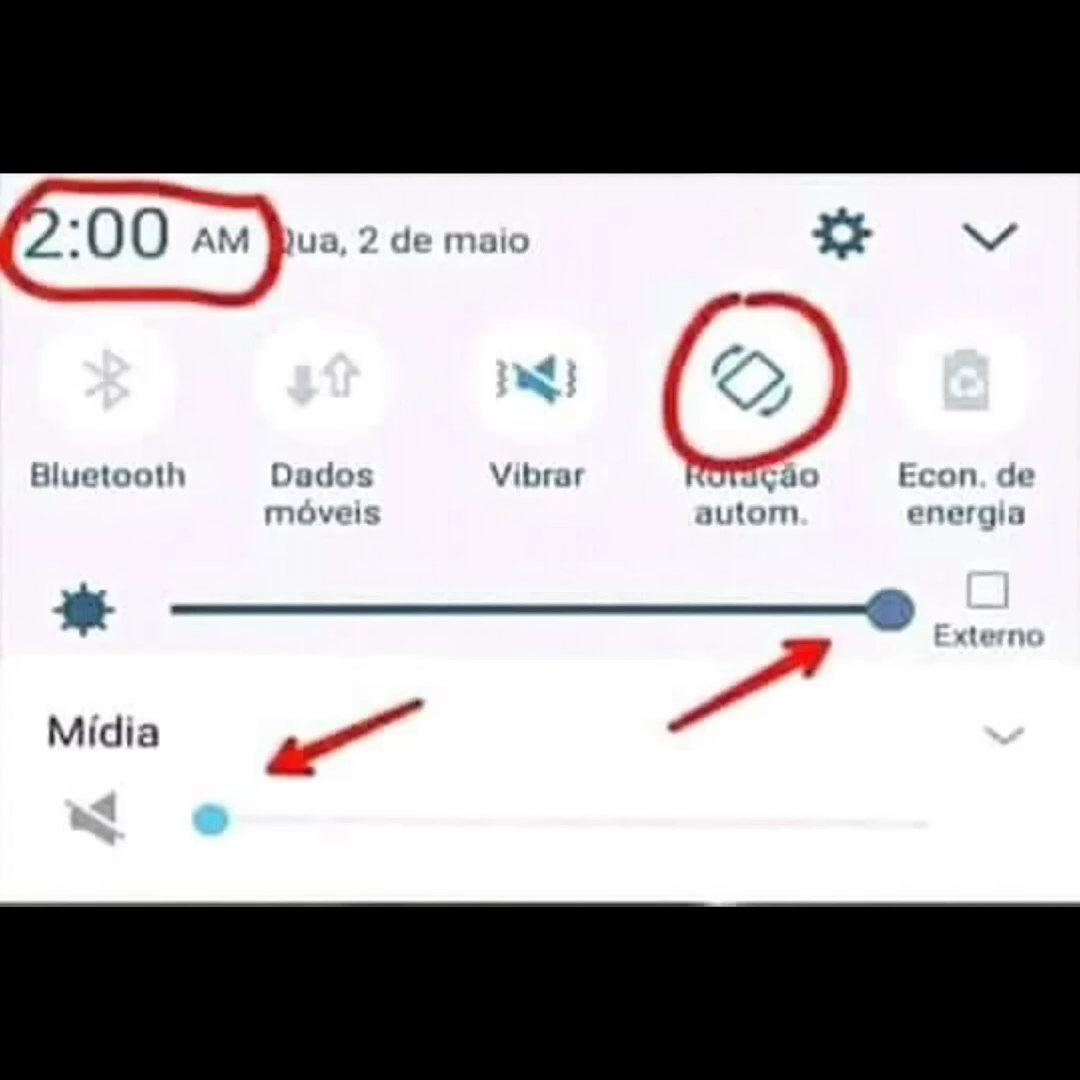 2:00 AM Qua, 2 de maio
Bluetooth Dados móveis Vibrar Rotação autom. Econ. de energia
Externo
Mídia